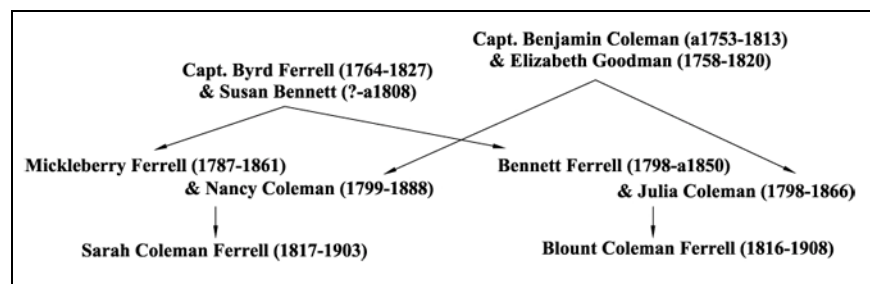 Capt. Benjamin Coleman (a1753-1813)
& Elizabeth Goodman (1758-1820)
Capt. Byrd Ferrell (1764-1827)
& Susan Bennett (?-a1808)
Mickleberry Ferrell (1787-1861)
& Nancy Coleman (1799-1888)
Bennett Ferrell (1798-a1850)
& Julia Coleman (1798-1866)
Sarah Coleman Ferrell (1817-1903)
Blount Coleman Ferrell (1816-1908)